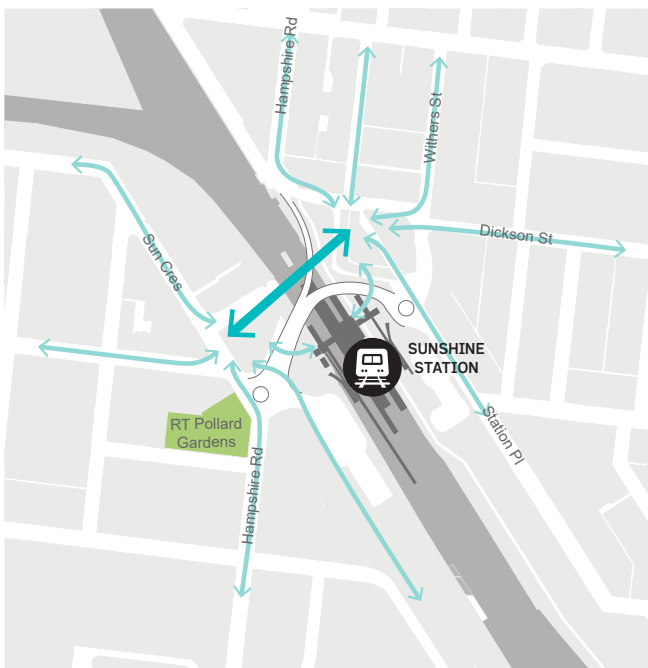 Hampshire Rd
Withers St
Dickson St
Sun Cres
SUNSHINE
STATION
Station Pl
RT Pollard
Gardens
Hampshire Rd